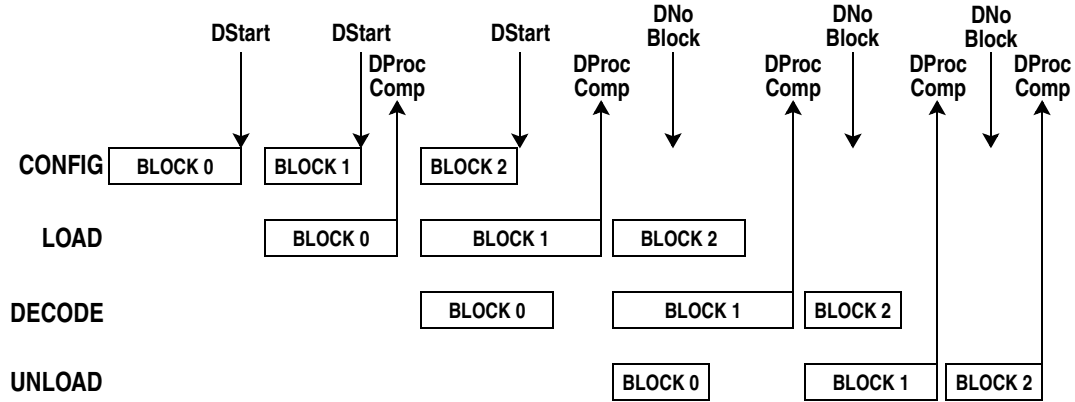 DStart
DStart
DStart
DNo
Block
DNo
Block
DNo
Block
DProc
Comp
DProc
Comp
DProc
Comp
DProc
Comp
DProc
Comp
CONFIG
BLOCK 0
BLOCK 1
BLOCK 2
LOAD
BLOCK 0
BLOCK 1
BLOCK 2
DECODE
BLOCK 0
BLOCK 1
BLOCK 2
UNLOAD
BLOCK 0
BLOCK 1
BLOCK 2